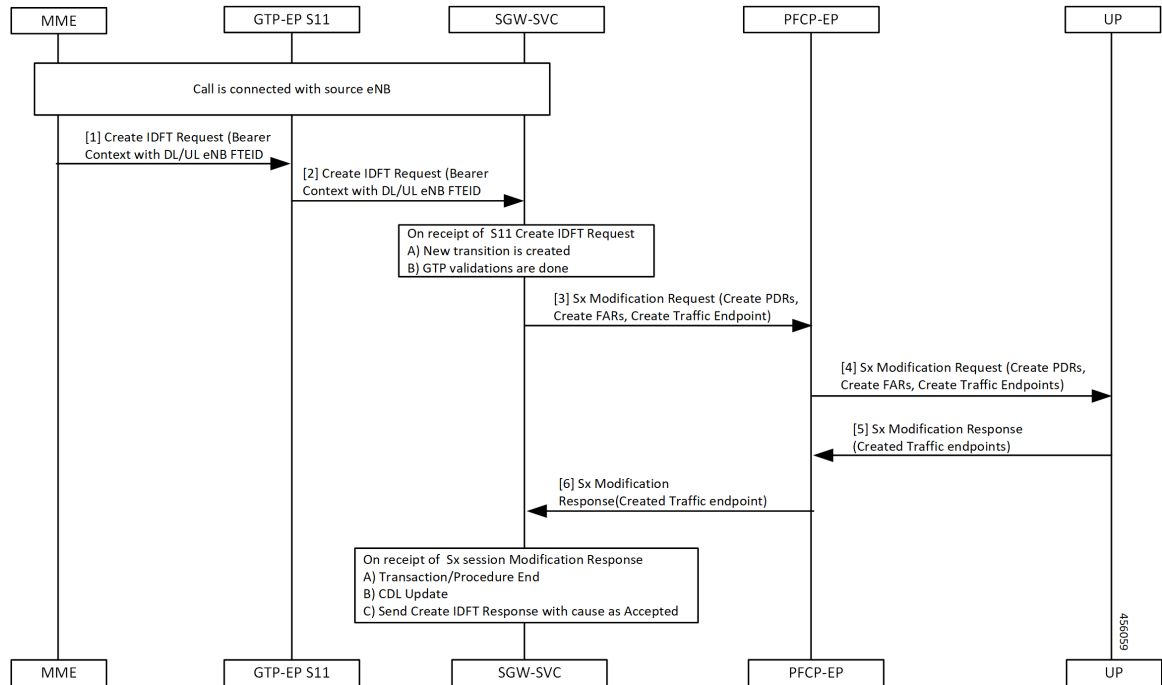 MME
GTP-EP S11
SGW-SVC
PFCP-EP
UP
Call is connected with source eNB
[1] Create IDFT Request (Bearer
Context with DL/UL eNB FTEID
[2] Create IDFT Request (Bearer
Context with DL/UL eNB FTEID
On receipt of S11 Create IDFT Request
A) New transition is created
B) GTP validations are done
[3] Sx Modification Request (Create PDRs,
Create FARs, Create Traffic Endpoint)
[4] Sx Modification Request (Create PDRs,
Create FARs, Create Traffic Endpoints)
[5] Sx Modification Response
(Created Traffic endpoints)
[6] Sx Modification
Response(Created Traffic endpoint)
On receipt of Sx session Modification Response
A) Transaction/Procedure End
B) CDL Update
C) Send Create IDFT Response with cause as Accepted
456059
MME
GTP-EP S11
SGW-SVC
PFCP-EP
UP